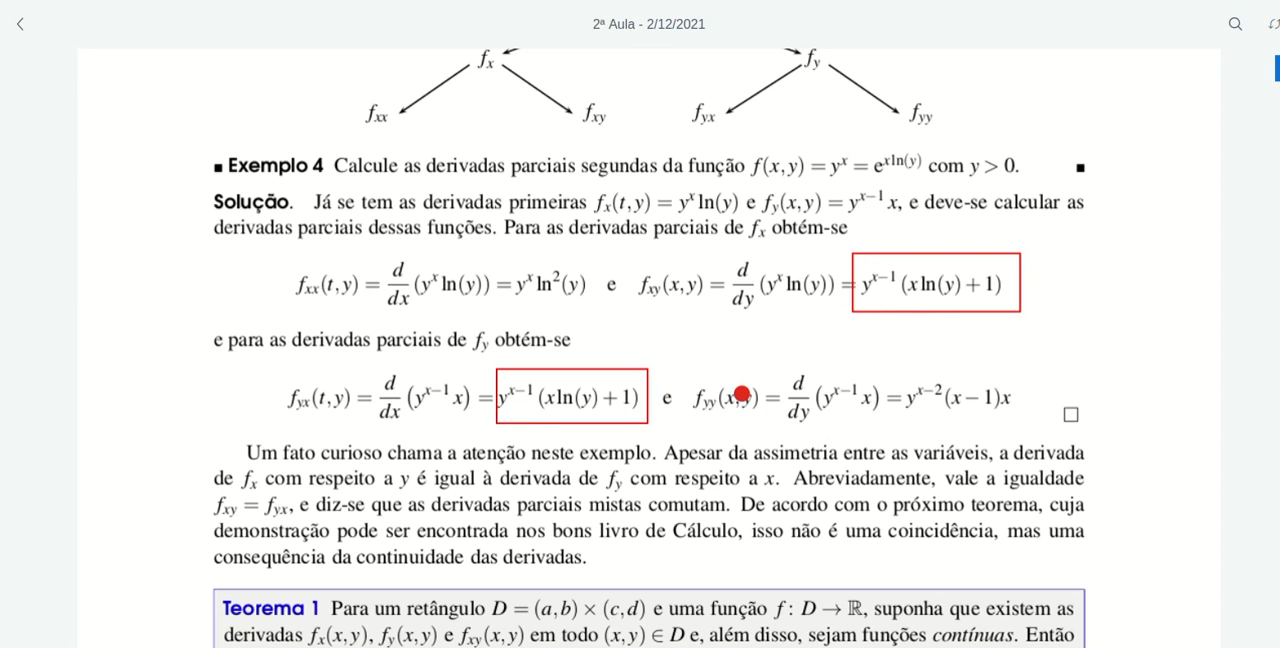 2ª Aula - 2/12/2021
fₓ f_y
fₓₓ fₓ_y f_yₓ f_yy
▪ Exemplo 4 Calcule as derivadas parciais segundas da função f(x,y) = y^x = e^{x ln(y)} com y > 0. ▪
Solução. Já se tem as derivadas primeiras f_x(t,y) = y^x ln(y) e f_y(x,y) = y^{x−1} x, e deve-se calcular as
derivadas parciais dessas funções. Para as derivadas parciais de f_x obtém-se
f_xx(t,y) = d/dx (y^x ln(y)) = y^x ln²(y) e f_xy(x,y) = d/dy (y^x ln(y)) = y^{x−1} (x ln(y) + 1)
e para as derivadas parciais de f_y obtém-se
f_yx(t,y) = d/dx (y^{x−1} x) = y^{x−1} (x ln(y) + 1) e f_yy(x,y) = d/dy (y^{x−1} x) = y^{x−2}(x − 1)x
□
Um fato curioso chama a atenção neste exemplo. Apesar da assimetria entre as variáveis, a derivada
de f_x com respeito a y é igual à derivada de f_y com respeito a x. Abreviadamente, vale a igualdade
f_xy = f_yx, e diz-se que as derivadas parciais mistas comutam. De acordo com o próximo teorema, cuja
demonstração pode ser encontrada nos bons livro de Cálculo, isso não é uma coincidência, mas uma
consequência da continuidade das derivadas.
Teorema 1 Para um retângulo D = (a,b) × (c,d) e uma função f: D → ℝ, suponha que existem as
derivadas f_x(x,y), f_y(x,y) e f_xy(x,y) em todo (x,y) ∈ D e, além disso, sejam funções contínuas. Então